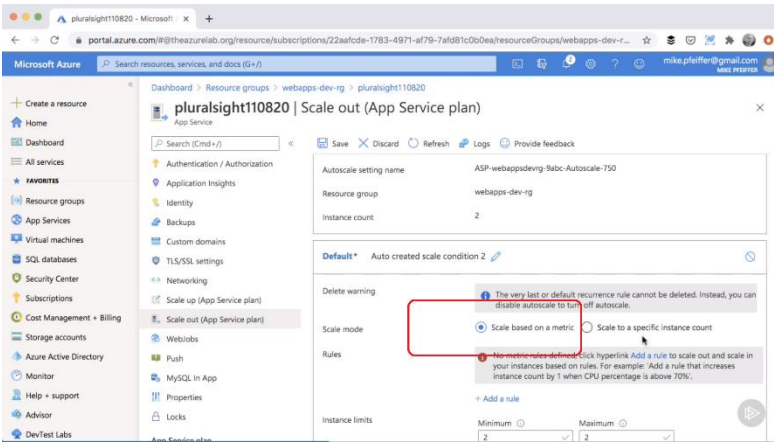 pluralsight110820 - Microsoft
portal.azure.com/#@theazurelab.org/resource/subscriptions/22aafcde-1783-4971-af79-7afd81c0b0ea/resourceGroups/webapps-dev-r...
Microsoft Azure
Search resources, services, and docs (G+/)
2
mike.pfeiffer@gmail.com
MIKE PFEIFFER
Create a resource
Home
Dashboard
All services
FAVORITES
Resource groups
App Services
Virtual machines
SQL databases
Security Center
Subscriptions
Cost Management + Billing
Storage accounts
Azure Active Directory
Monitor
Help + support
Advisor
DevTest Labs
Dashboard > Resource groups > webapps-dev-rg > pluralsight110820
pluralsight110820 | Scale out (App Service plan)
App Service
Search (Cmd+/)
Authentication / Authorization
Application Insights
Identity
Backups
Custom domains
TLS/SSL settings
Networking
Scale up (App Service plan)
Scale out (App Service plan)
WebJobs
Push
MySQL In App
Properties
Locks
App Service plan
Save Discard Refresh Logs Provide feedback
Autoscale setting name ASP-webappsdevrg-9abc-Autoscale-750
Resource group webapps-dev-rg
Instance count 2
Default* Auto created scale condition 2
Delete warning
The very last or default recurrence rule cannot be deleted. Instead, you can
disable autoscale to turn off autoscale.
Scale mode Scale based on a metric Scale to a specific instance count
Rules
No metric rules defined, click hyperlink Add a rule to scale out and scale in
your instances based on rules. For example: 'Add a rule that increases
instance count by 1 when CPU percentage is above 70%'.
+ Add a rule
Instance limits Minimum Maximum
2 2